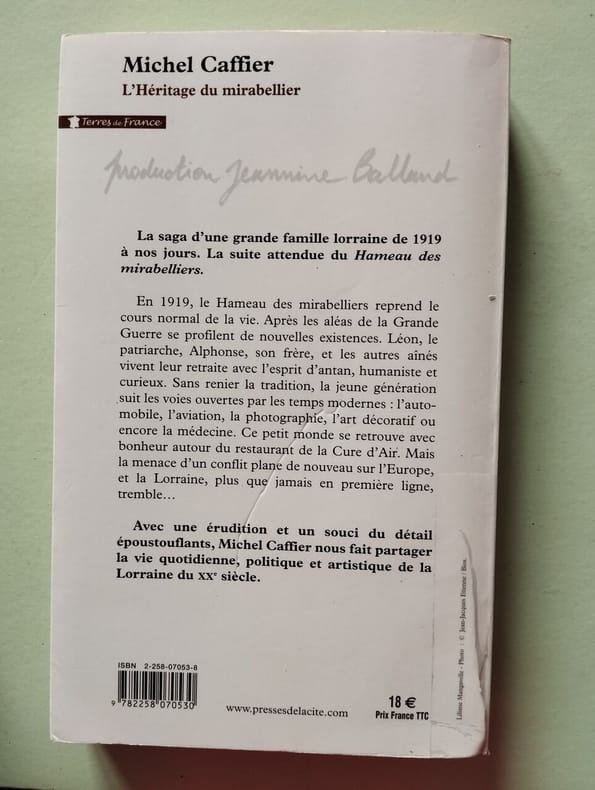 Michel Caffier
L'Héritage du mirabellier
Terres de France
production Jeannine Balland
La saga d'une grande famille lorraine de 1919
à nos jours. La suite attendue du Hameau des
mirabelliers.
En 1919, le Hameau des mirabelliers reprend le
cours normal de la vie. Après les aléas de la Grande
Guerre se profilent de nouvelles existences. Léon, le
patriarche, Alphonse, son frère, et les autres aînés
vivent leur retraite avec l'esprit d'antan, humaniste et
curieux. Sans renier la tradition, la jeune génération
suit les voies ouvertes par les temps modernes : l'auto-
mobile, l'aviation, la photographie, l'art décoratif ou
encore la médecine. Ce petit monde se retrouve avec
bonheur autour du restaurant de la Cure d'Air. Mais
la menace d'un conflit plane de nouveau sur l'Europe,
et la Lorraine, plus que jamais en première ligne,
tremble...
Avec une érudition et un souci du détail
époustouflants, Michel Caffier nous fait partager
la vie quotidienne, politique et artistique de la
Lorraine du XXe siècle.
ISBN 2-258-07053-8
9 782258 070530
www.pressesdelacite.com
18 €
Prix France TTC
Photo : © Jean-Jacques Etienne / Bios.